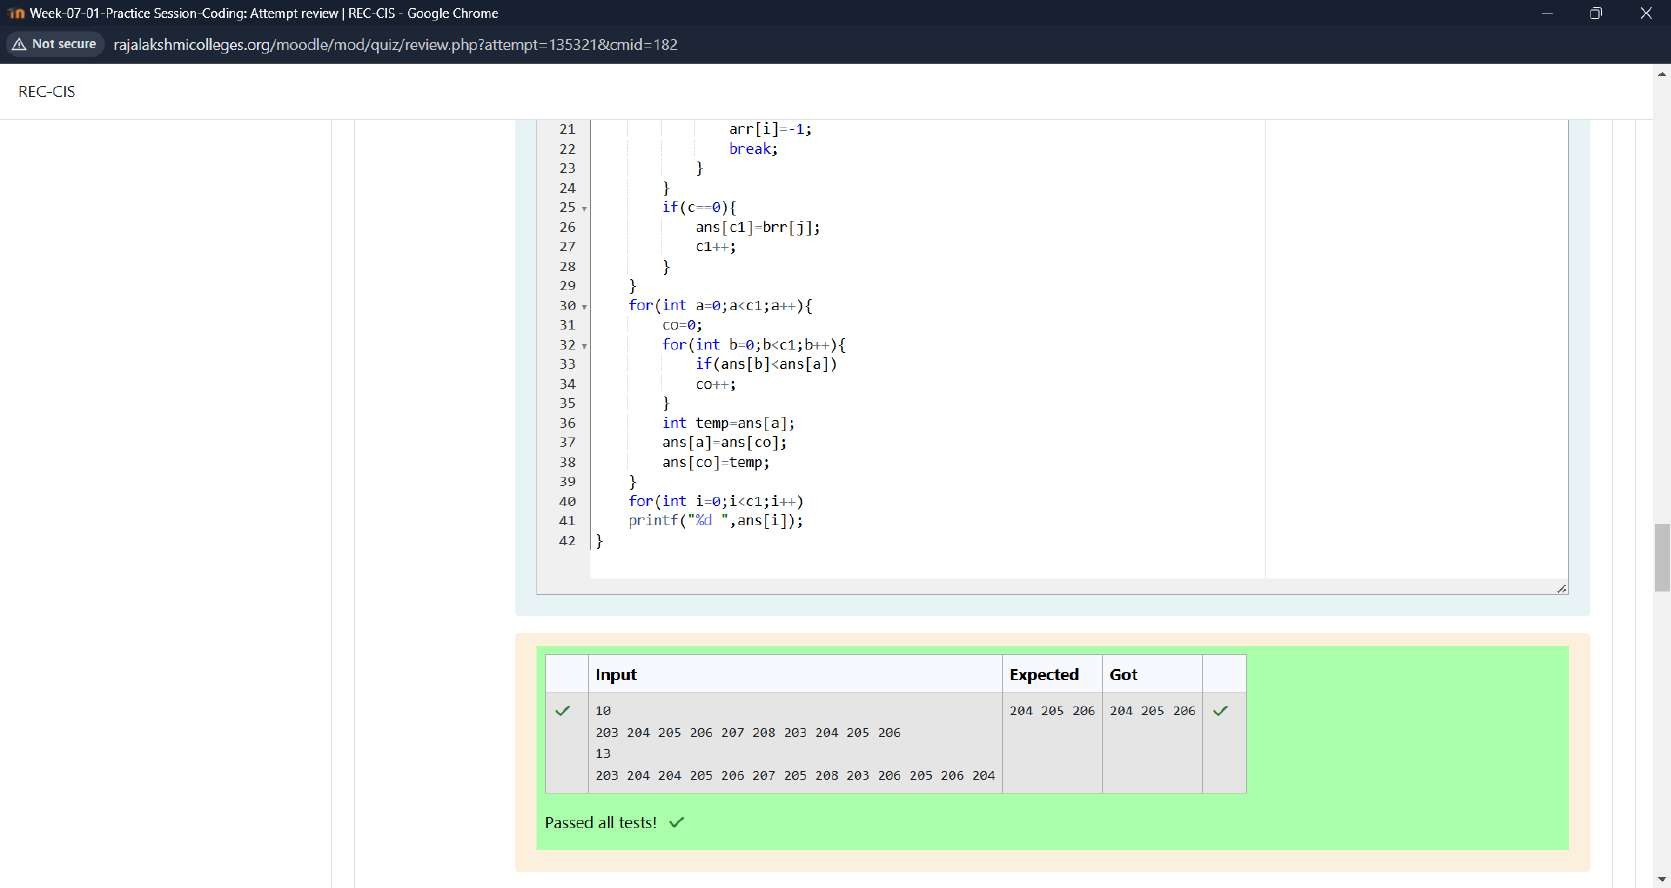 Week-07-01-Practice Session-Coding: Attempt review | REC-CIS - Google Chrome
Not secure rajalakshmicolleges.org/moodle/mod/quiz/review.php?attempt=135321&cmid=182
REC-CIS
21 arr[i]=-1;
22 break;
23 }
24 }
25 if(c==0){
26 ans[c1]=brr[j];
27 c1++;
28 }
29 }
30 for(int a=0;a<c1;a++){
31 co=0;
32 for(int b=0;b<c1;b++){
33 if(ans[b]<ans[a])
34 co++;
35 }
36 int temp=ans[a];
37 ans[a]=ans[co];
38 ans[co]=temp;
39 }
40 for(int i=0;i<c1;i++)
41 printf("%d ",ans[i]);
42 }
Input Expected Got
10 204 205 206 204 205 206
203 204 205 206 207 208 203 204 205 206
13
203 204 204 205 206 207 205 208 203 206 205 206 204
Passed all tests!